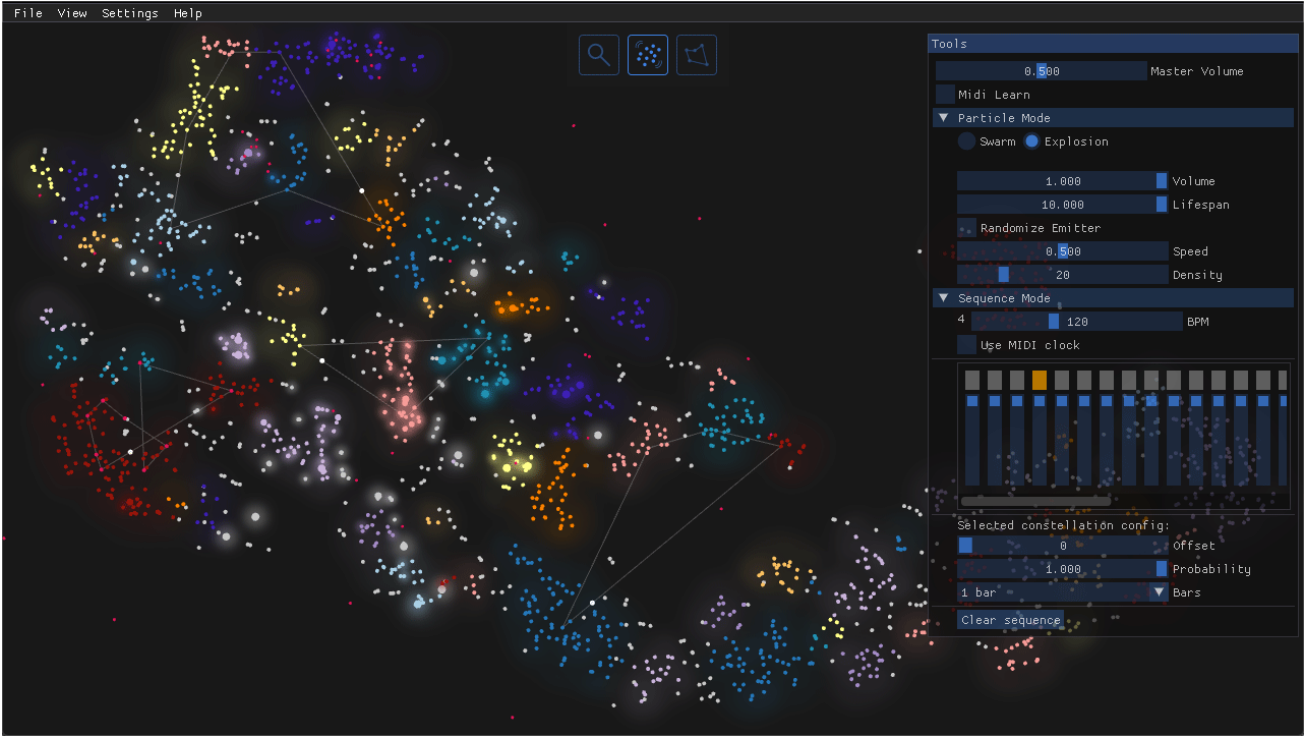 File View Settings Help
Tools
0.500 Master Volume
Midi Learn
Particle Mode
Swarm Explosion
1.000 Volume
10.000 Lifespan
Randomize Emitter
0.500 Speed
20 Density
Sequence Mode
4 120 BPM
Use MIDI clock
Selected constellation config:
0 Offset
1.000 Probability
1 bar Bars
Clear sequence